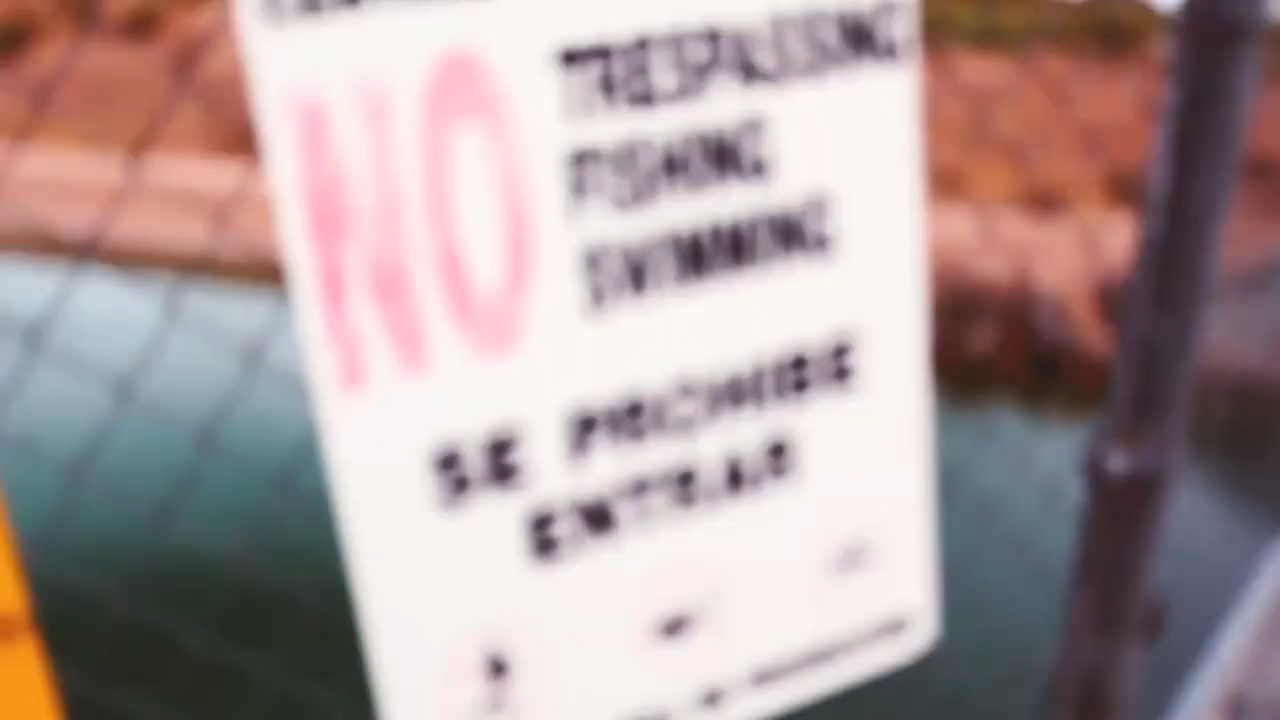 NO
TRESPASSING
FISHING
SWIMMING
SE PROHIBE
ENTRAR